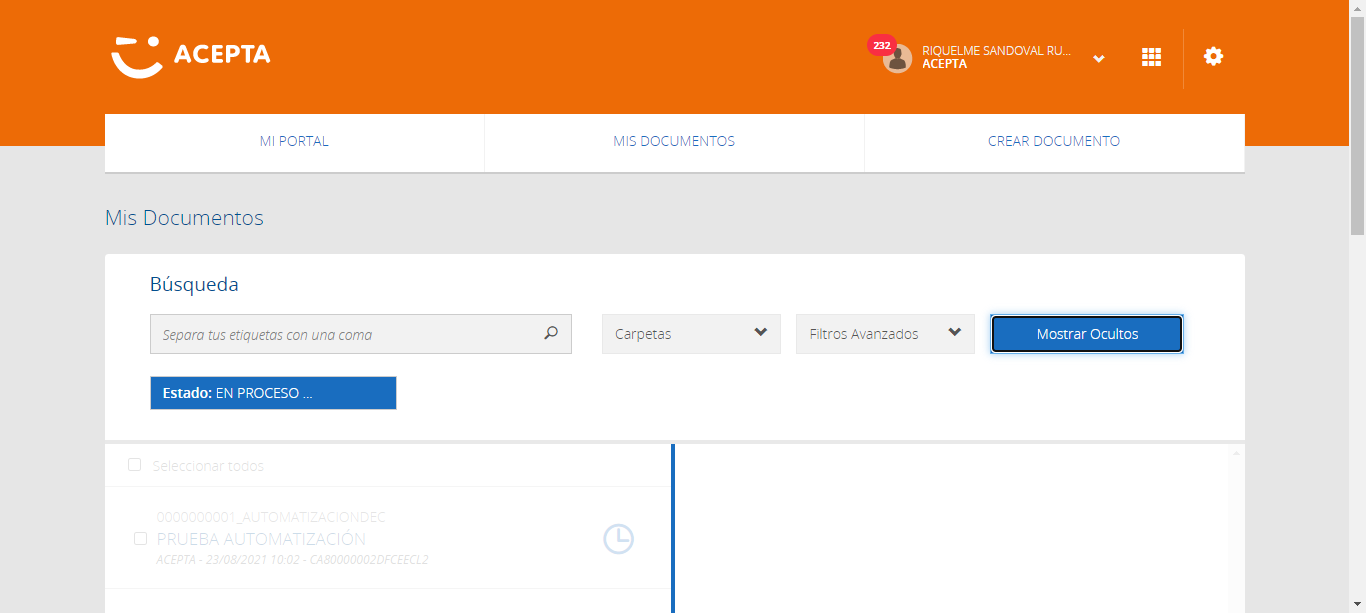 ACEPTA
232
RIQUELME SANDOVAL RU...
ACEPTA
MI PORTAL
MIS DOCUMENTOS
CREAR DOCUMENTO
Mis Documentos
Búsqueda
Separa tus etiquetas con una coma
Carpetas
Filtros Avanzados
Mostrar Ocultos
Estado: EN PROCESO ...
Seleccionar todos
0000000001_AUTOMATIZACIONDEC
PRUEBA AUTOMATIZACIÓN
ACEPTA - 23/08/2021 10:02 - CA80000002DFCEECL2